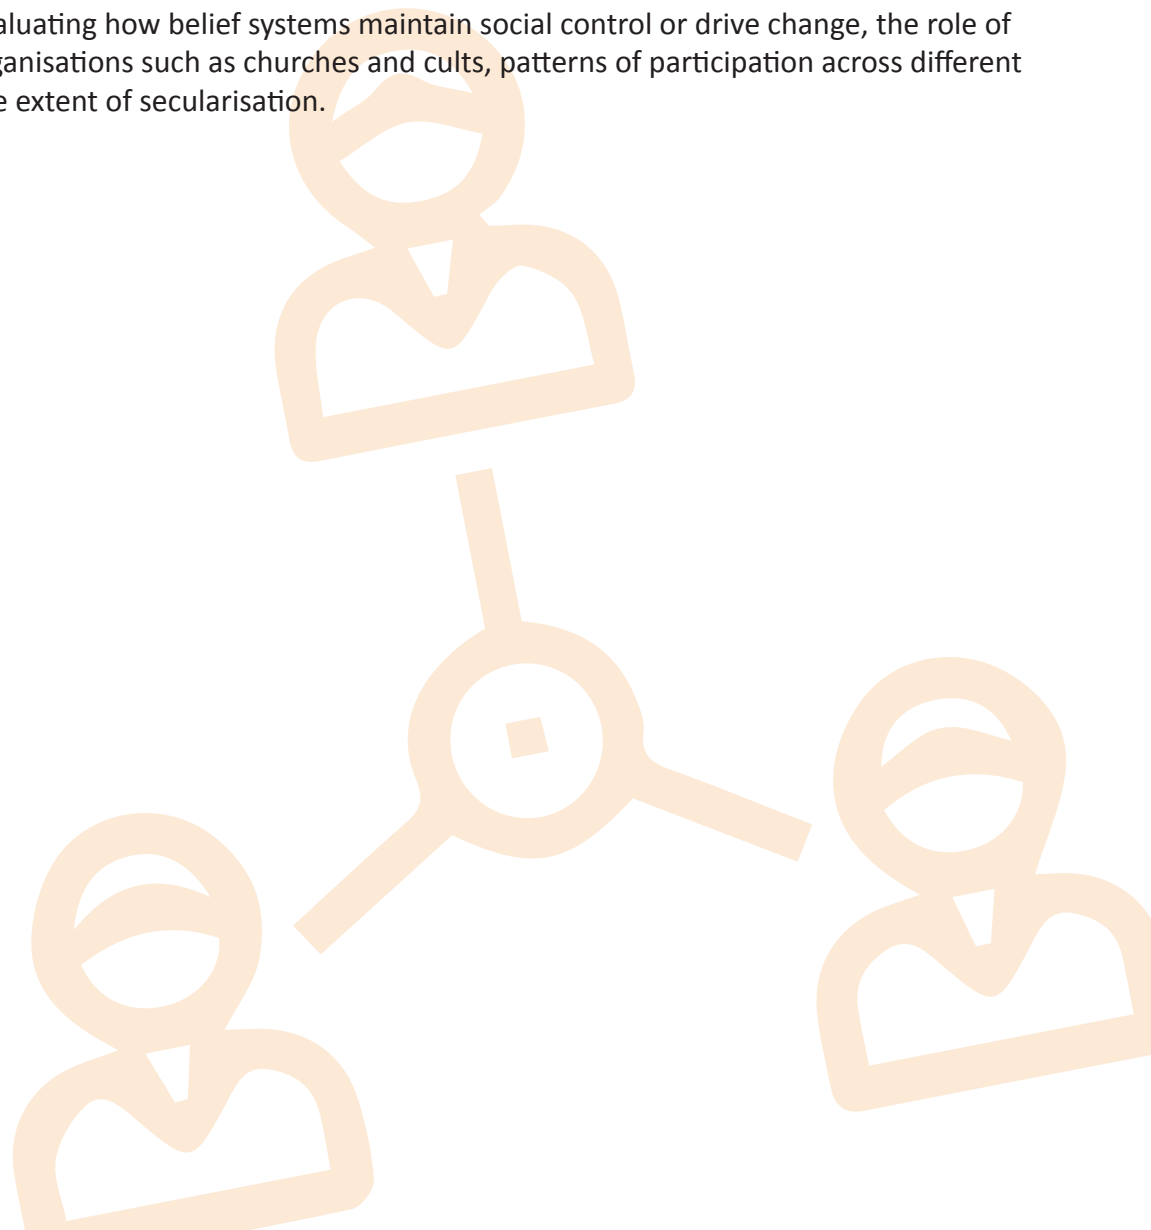 aluating how belief systems maintain social control or drive change, the role of
ganisations such as churches and cults, patterns of participation across different
e extent of secularisation.